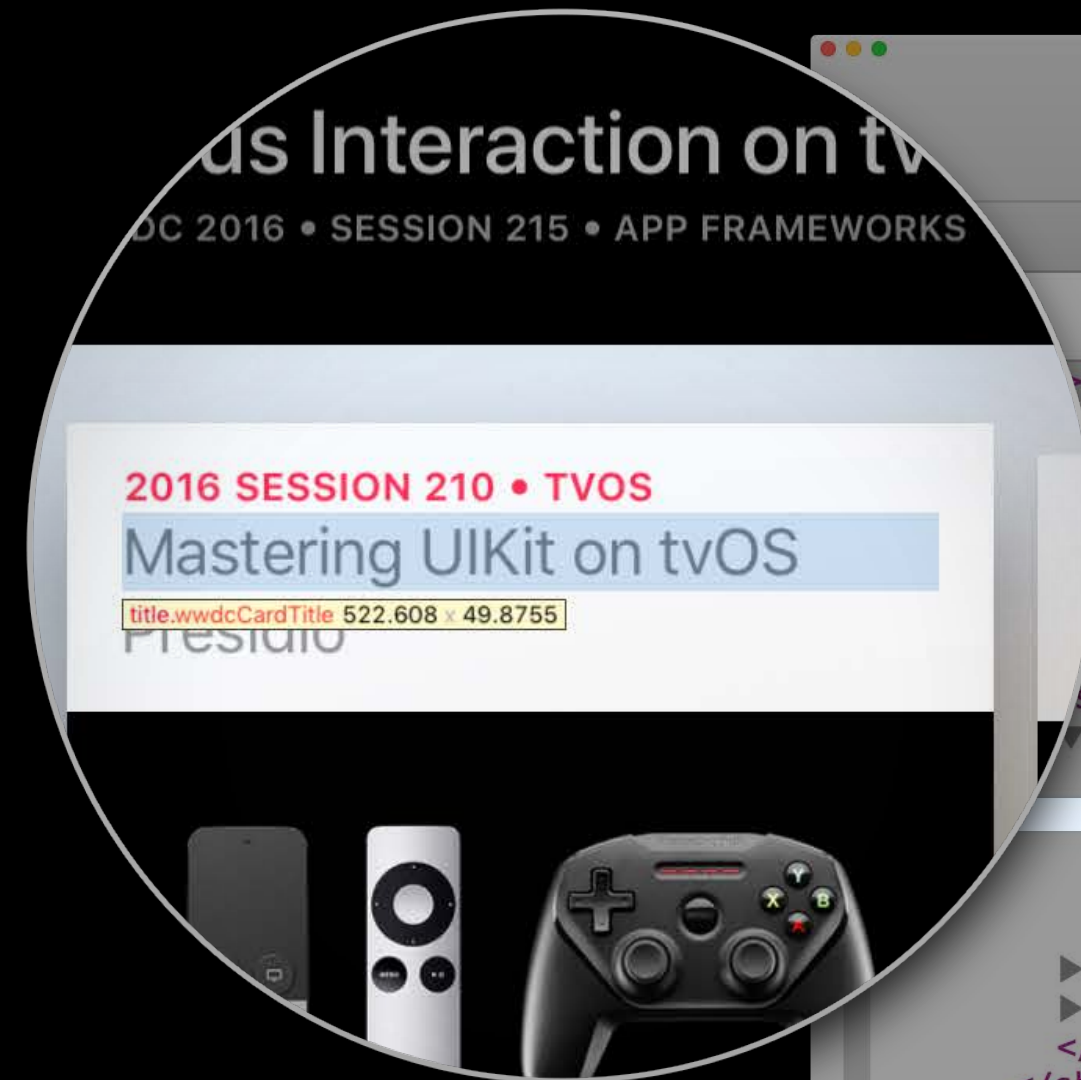 us Interaction on tv
DC 2016 • SESSION 215 • APP FRAMEWORKS
2016 SESSION 210 • TVOS
Mastering UIKit on tvOS
title.wwdcCardTitle 522.608 × 49.8755
Presidio
MENU
Y
X B
A
</
</